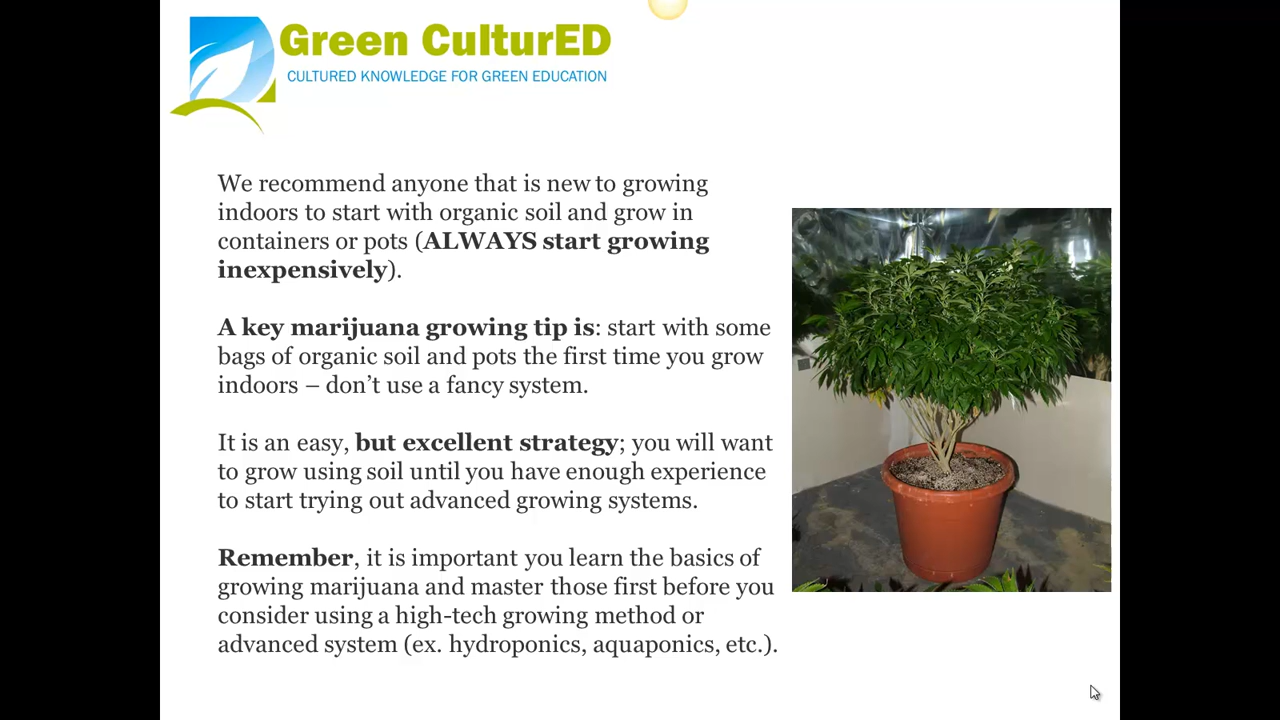 Green CulturED
CULTURED KNOWLEDGE FOR GREEN EDUCATION
We recommend anyone that is new to growing
indoors to start with organic soil and grow in
containers or pots (ALWAYS start growing
inexpensively).
A key marijuana growing tip is: start with some
bags of organic soil and pots the first time you grow
indoors – don’t use a fancy system.
It is an easy, but excellent strategy; you will want
to grow using soil until you have enough experience
to start trying out advanced growing systems.
Remember, it is important you learn the basics of
growing marijuana and master those first before you
consider using a high-tech growing method or
advanced system (ex. hydroponics, aquaponics, etc.).